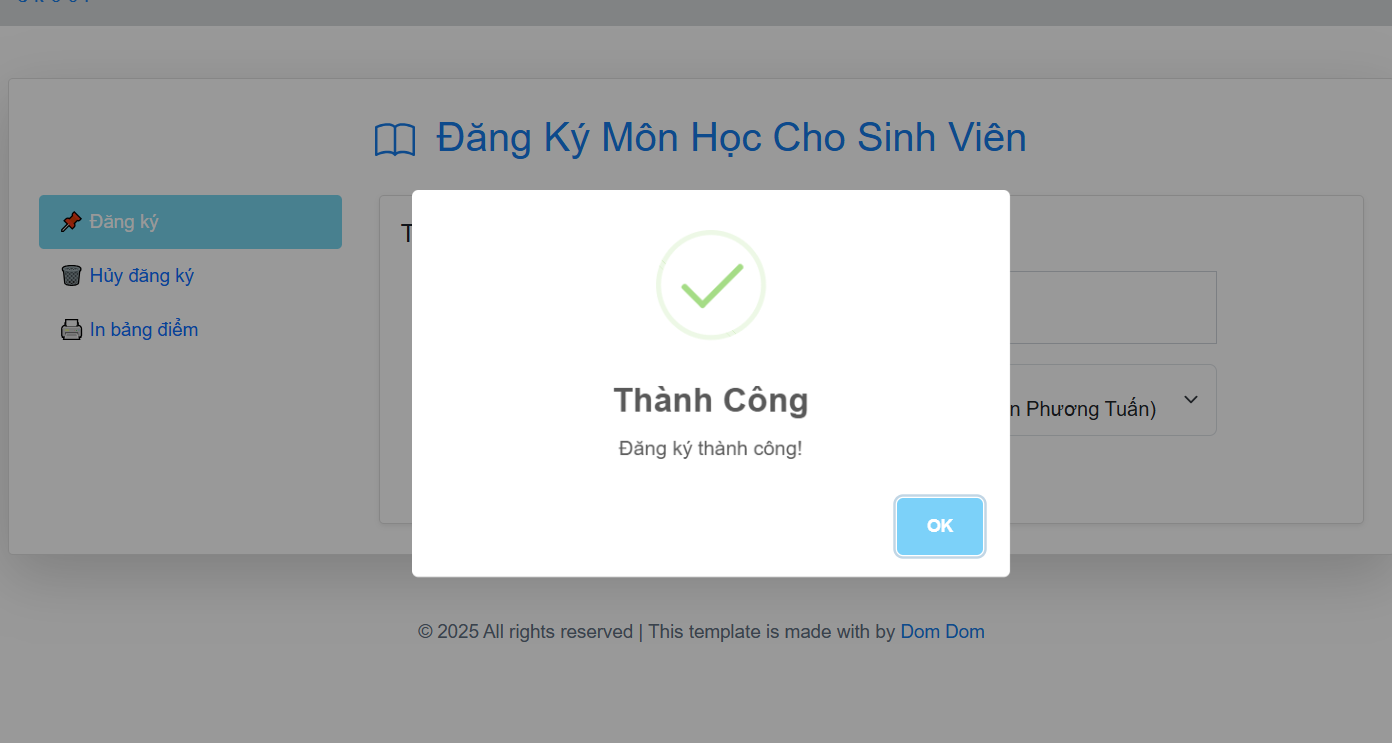 Đăng Ký Môn Học Cho Sinh Viên
Đăng ký
Hủy đăng ký
In bảng điểm
Thành Công
Đăng ký thành công!
OK
Phương Tuấn)
© 2025 All rights reserved | This template is made with by Dom Dom